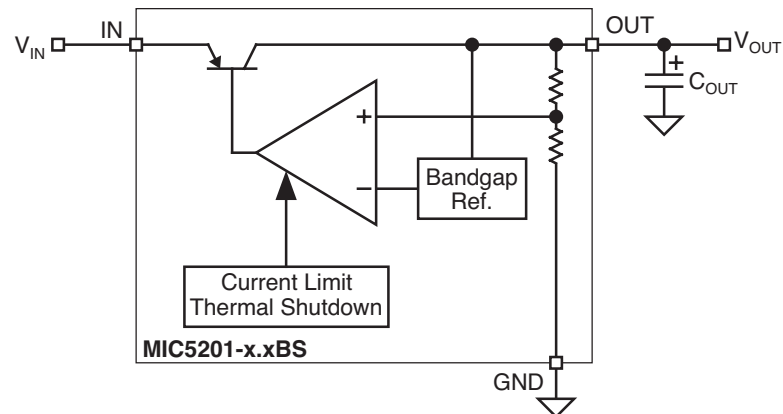 IN
OUT
V_IN
V_OUT
+
C_OUT
+
–
Bandgap
Ref.
Current Limit
Thermal Shutdown
MIC5201-x.xBS
GND